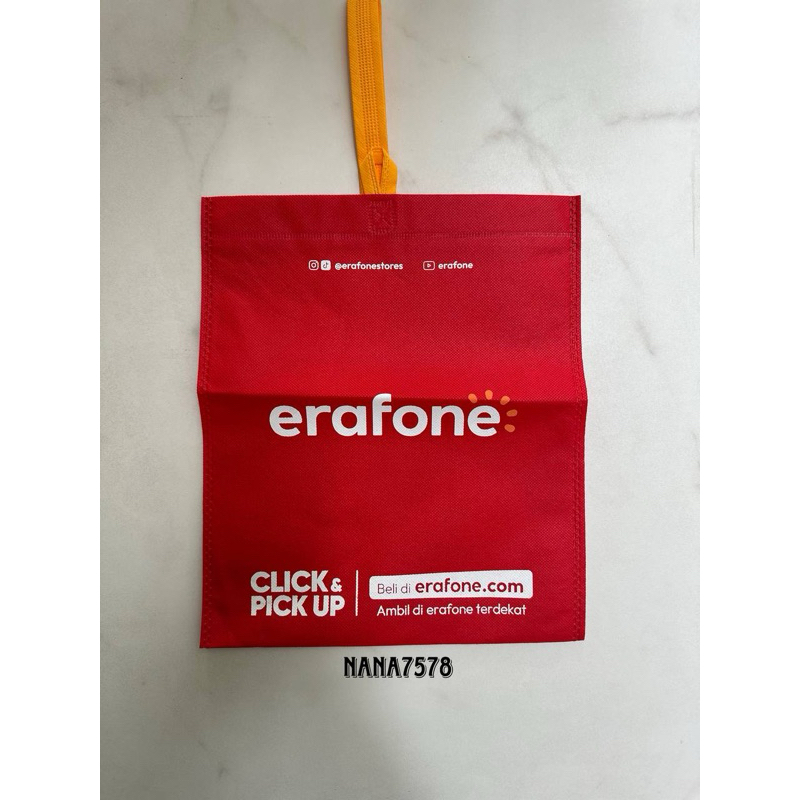 @erafonestores erafone
erafone
CLICK &
PICK UP
Beli di erafone.com
Ambil di erafone terdekat
NANA7578